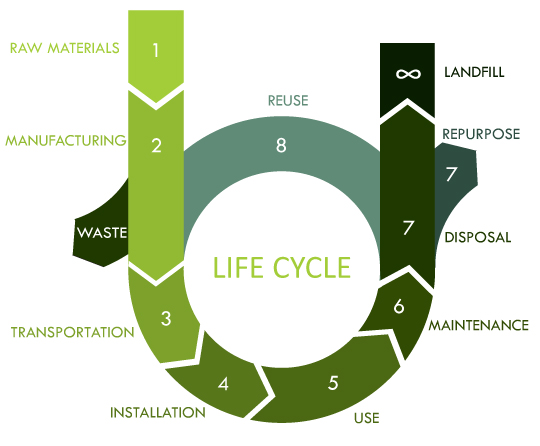 RAW MATERIALS
1
MANUFACTURING
2
WASTE
TRANSPORTATION
3
INSTALLATION
4
5
USE
6
MAINTENANCE
7
DISPOSAL
7
REPURPOSE
∞
LANDFILL
REUSE
8
LIFE CYCLE